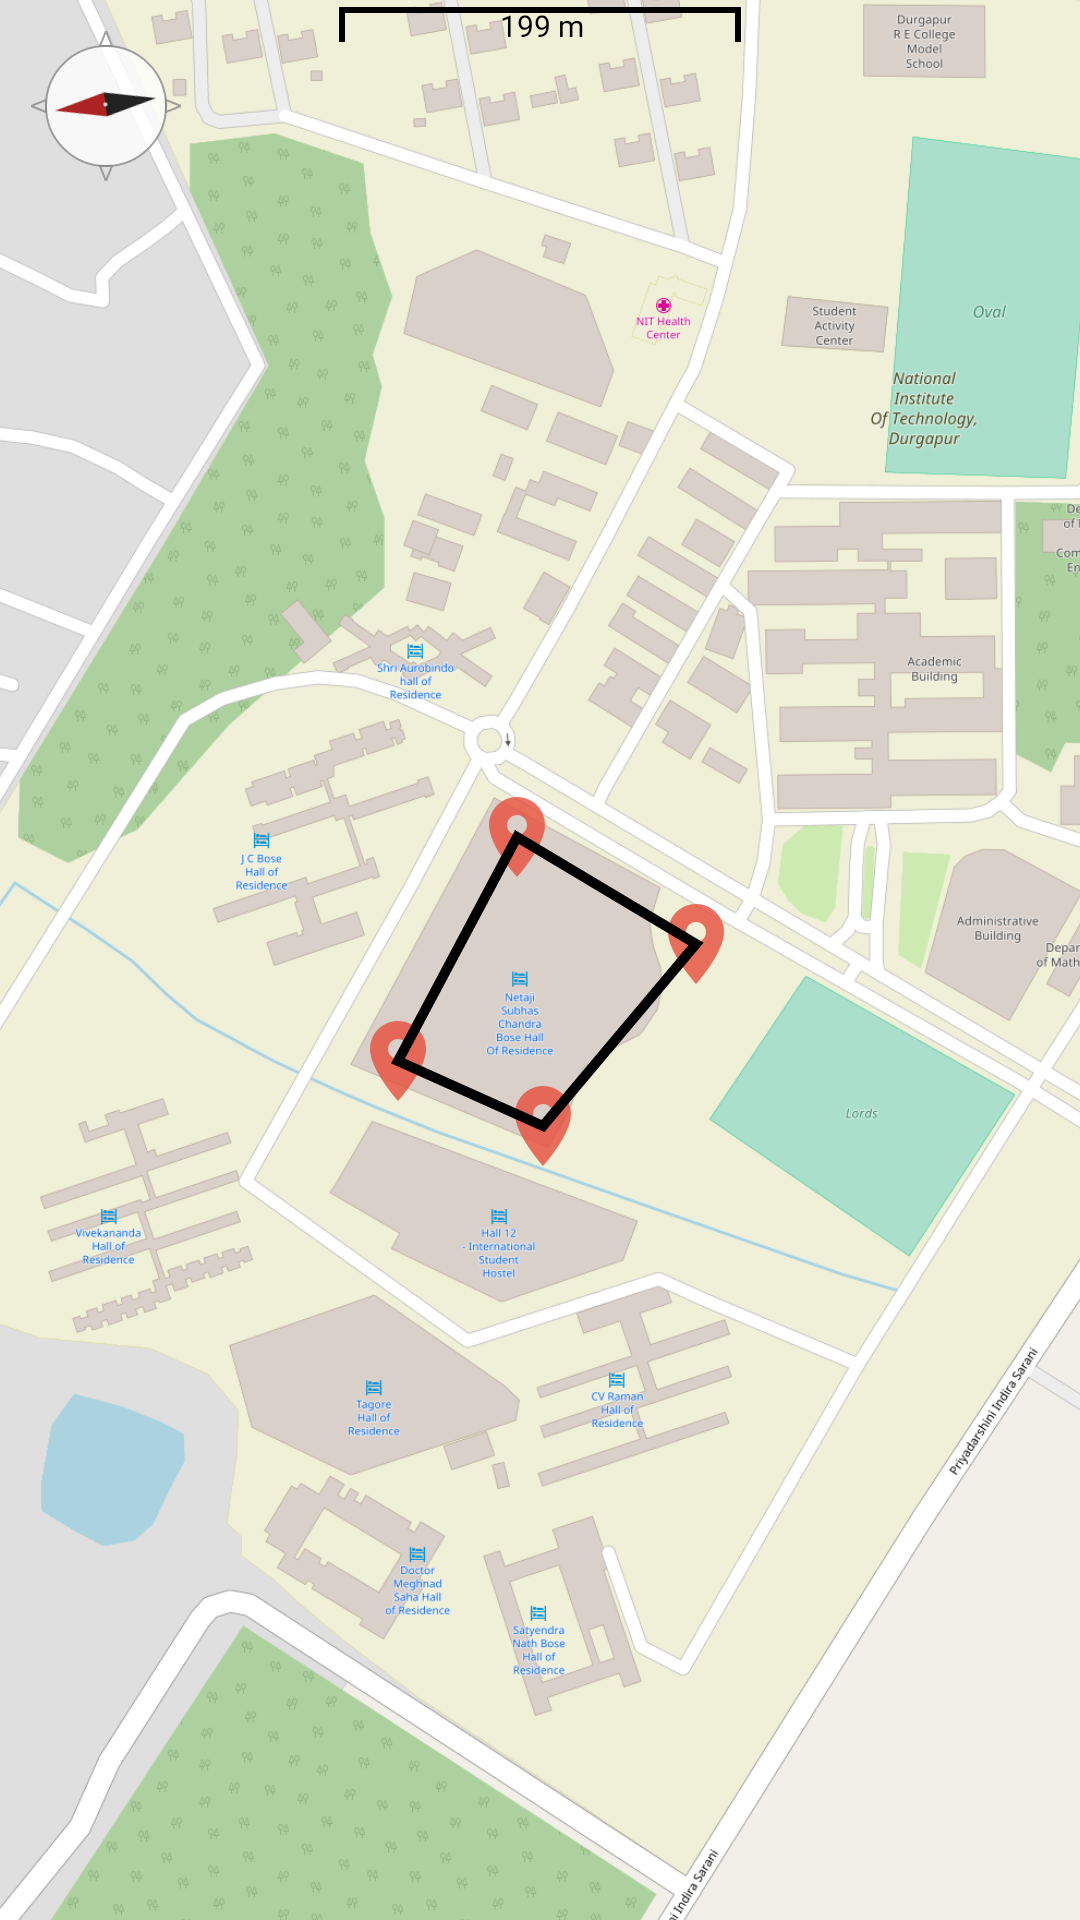 199 m
Durgapur
R E College
Model
School
NIT Health
Center
Student
Activity
Center
Oval
National
Institute
Of Technology,
Durgapur
De
of
Com
En
Shri Aurobindo
hall of
Residence
Academic
Building
J C Bose
Hall of
Residence
Administrative
Building
Depar
of Math
Netaji
Subhas
Chandra
Bose Hall
Of Residence
Lords
Vivekananda
Hall of
Residence
Hall 12
- International
Student
Hostel
Tagore
Hall of
Residence
CV Raman
Hall of
Residence
Priyadarshini Indira Sarani
Doctor
Meghnad
Saha Hall
of Residence
Satyendra
Nath Bose
Hall of
Residence
ni Indira Sarani